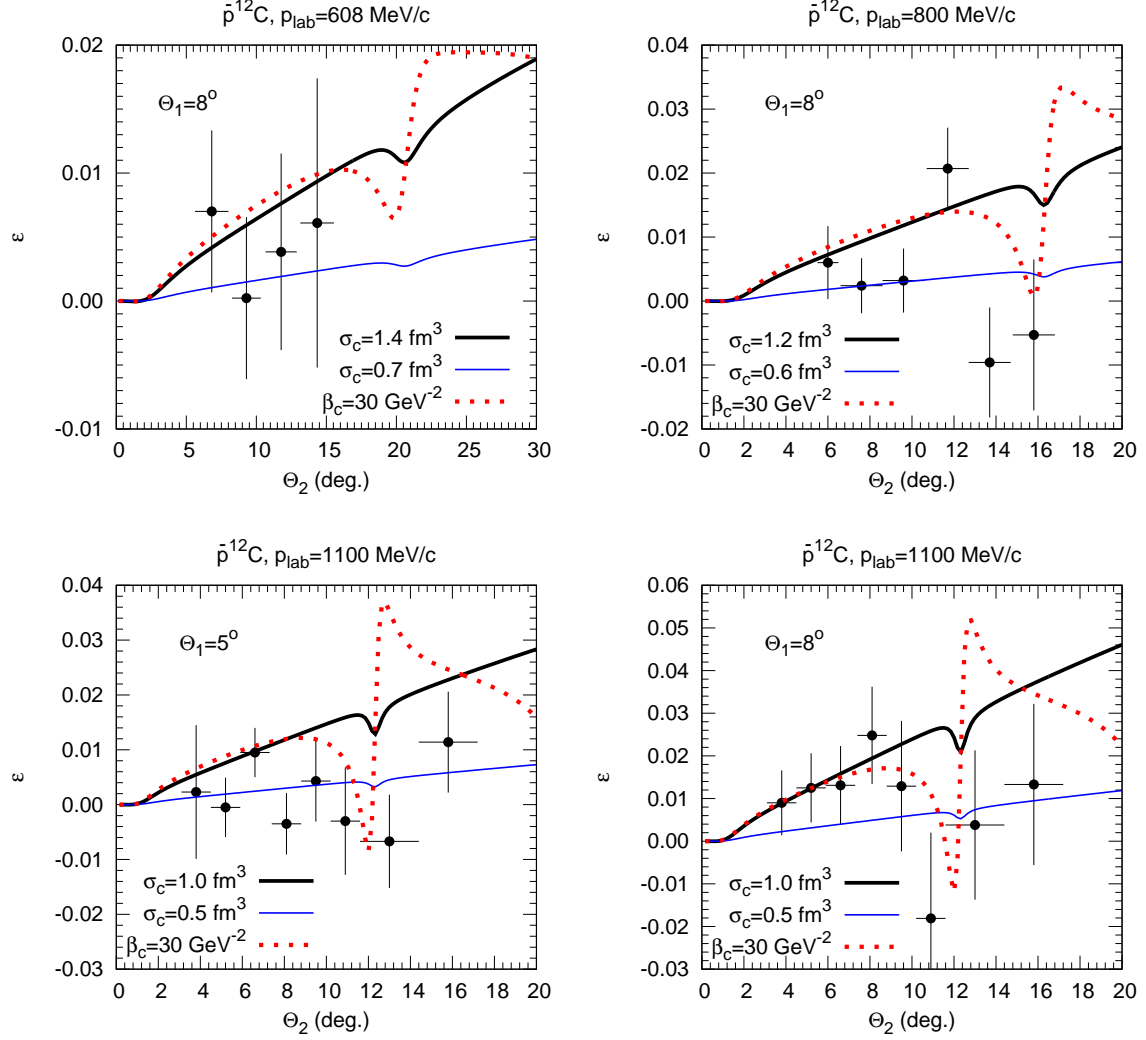 p̄¹²C, p_lab=608 MeV/c
0.02
0.01
0.00
-0.01
ε
Θ₁=8°
σ_c=1.4 fm³
σ_c=0.7 fm³
β_c=30 GeV⁻²
0 5 10 15 20 25 30
Θ₂ (deg.)
p̄¹²C, p_lab=800 MeV/c
0.04
0.03
0.02
0.01
0.00
-0.01
-0.02
ε
Θ₁=8°
σ_c=1.2 fm³
σ_c=0.6 fm³
β_c=30 GeV⁻²
0 2 4 6 8 10 12 14 16 18 20
Θ₂ (deg.)
p̄¹²C, p_lab=1100 MeV/c
0.04
0.03
0.02
0.01
0.00
-0.01
-0.02
-0.03
ε
Θ₁=5°
σ_c=1.0 fm³
σ_c=0.5 fm³
β_c=30 GeV⁻²
0 2 4 6 8 10 12 14 16 18 20
Θ₂ (deg.)
p̄¹²C, p_lab=1100 MeV/c
0.06
0.05
0.04
0.03
0.02
0.01
0.00
-0.01
-0.02
-0.03
ε
Θ₁=8°
σ_c=1.0 fm³
σ_c=0.5 fm³
β_c=30 GeV⁻²
0 2 4 6 8 10 12 14 16 18 20
Θ₂ (deg.)